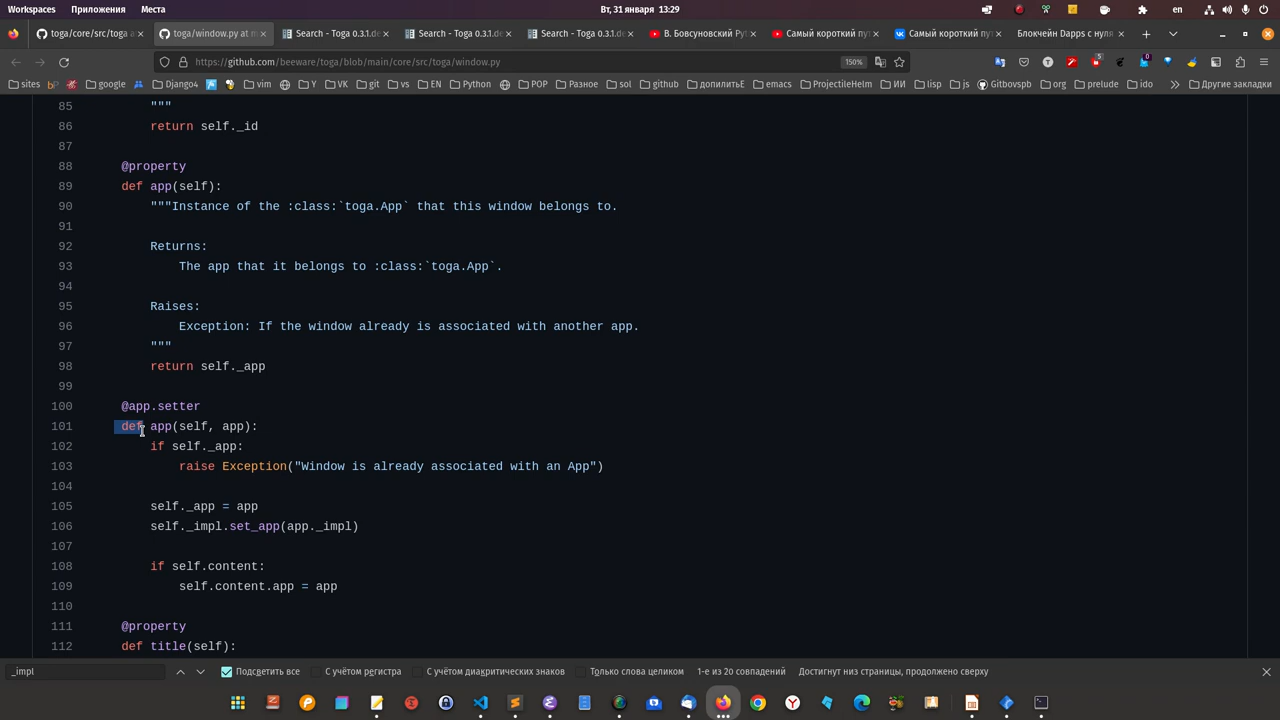 Workspaces Приложения Места Вт, 31 января 13:29 en
toga/core/src/toga a toga/window.py at m Search - Toga 0.3.1.de Search - Toga 0.3.1.de Search - Toga 0.3.1.de В. Бовсуновский Pyt Самый короткий пут Самый короткий пут Блокчейн Dapps с нуля
https://github.com/beeware/toga/blob/main/core/src/toga/window.py 150%
sites google Django4 vim Y VK git vs EN Python POP Разное sol github допилитьE emacs ProjectileHelm ИИ lisp js Gitbovspb org prelude ido Другие закладки
85 """
86 return self._id
87
88 @property
89 def app(self):
90 """Instance of the :class:`toga.App` that this window belongs to.
91
92 Returns:
93 The app that it belongs to :class:`toga.App`.
94
95 Raises:
96 Exception: If the window already is associated with another app.
97 """
98 return self._app
99
100 @app.setter
101 def app(self, app):
102 if self._app:
103 raise Exception("Window is already associated with an App")
104
105 self._app = app
106 self._impl.set_app(app._impl)
107
108 if self.content:
109 self.content.app = app
110
111 @property
112 def title(self):
_impl Подсветить все С учётом регистра С учётом диакритических знаков Только слова целиком 1-е из 20 совпадений Достигнут низ страницы, продолжено сверху